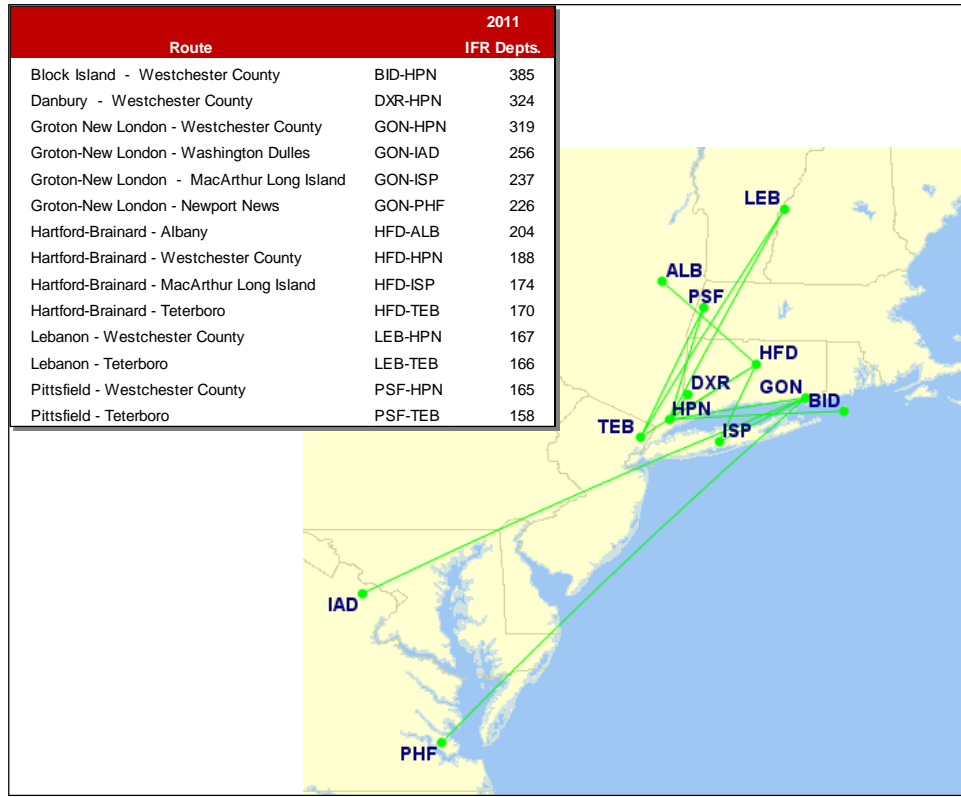 2011
Route IFR Depts.
Block Island - Westchester County BID-HPN 385
Danbury - Westchester County DXR-HPN 324
Groton New London - Westchester County GON-HPN 319
Groton-New London - Washington Dulles GON-IAD 256
Groton-New London - MacArthur Long Island GON-ISP 237
Groton-New London - Newport News GON-PHF 226
Hartford-Brainard - Albany HFD-ALB 204
Hartford-Brainard - Westchester County HFD-HPN 188
Hartford-Brainard - MacArthur Long Island HFD-ISP 174
Hartford-Brainard - Teterboro HFD-TEB 170
Lebanon - Westchester County LEB-HPN 167
Lebanon - Teterboro LEB-TEB 166
Pittsfield - Westchester County PSF-HPN 165
Pittsfield - Teterboro PSF-TEB 158
LEB
ALB
PSF
HFD
DXR
GON
BID
HPN
TEB
ISP
IAD
PHF